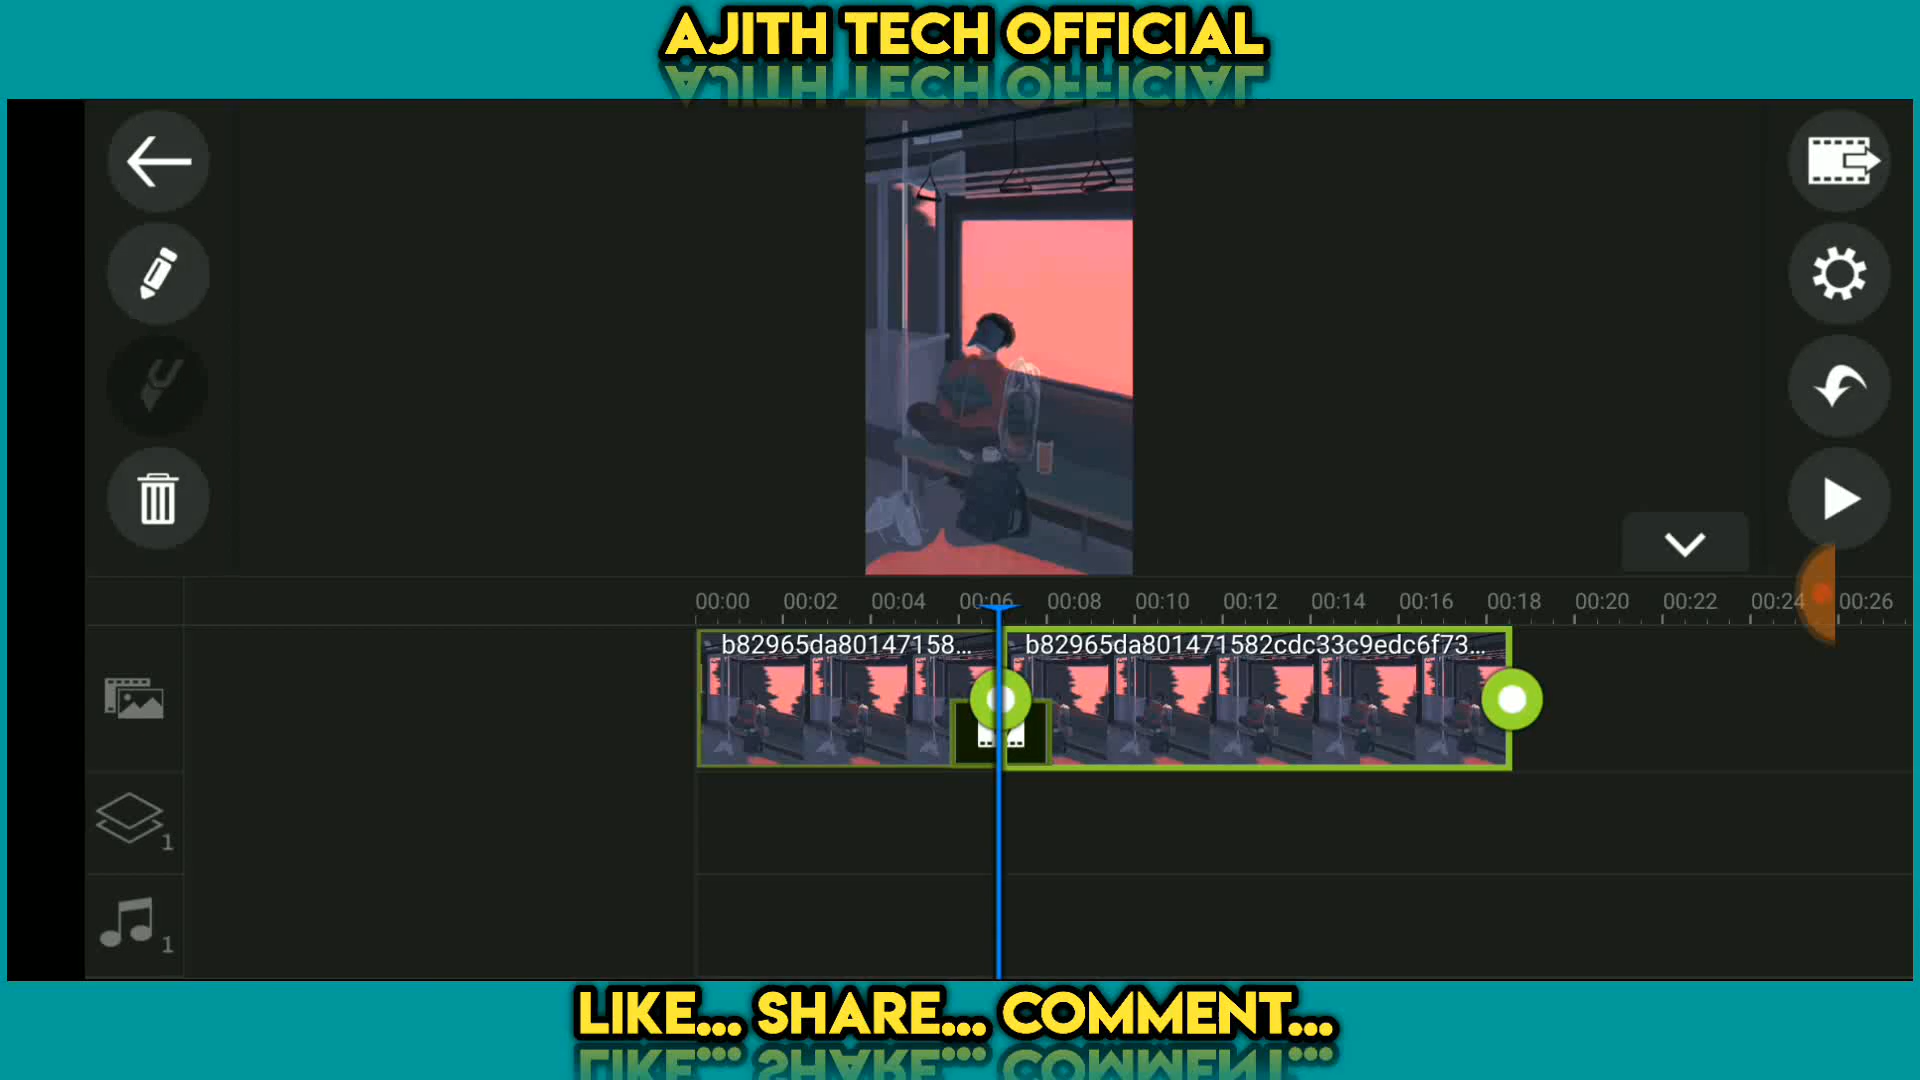 AJITH TECH OFFICIAL
00:00 00:02 00:04 00:06 00:08 00:10 00:12 00:14 00:16 00:18 00:20 00:22 00:24 00:26
b82965da80147158... b82965da801471582cdc33c9edc6f73...
1
1
LIKE... SHARE... COMMENT....